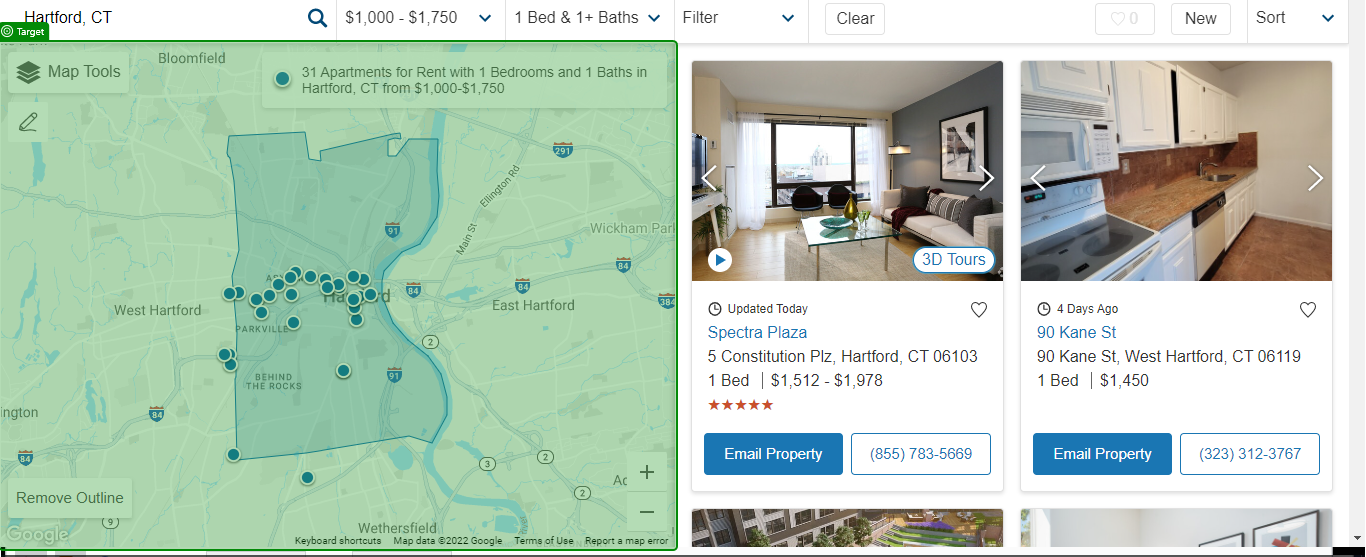 Hartford, CT
$1,000 - $1,750
1 Bed & 1+ Baths
Filter
Clear
0
New
Sort
Target
Map Tools
31 Apartments for Rent with 1 Bedrooms and 1 Baths in
Hartford, CT from $1,000-$1,750
Bloomfield
291
Ellington Rd
91
Main St
Wickham Park
84
84
84
384
Hartford
West Hartford
East Hartford
PARKVILLE
2
BEHIND
THE ROCKS
91
ington
84
84
3
2
2
+
−
Remove Outline
9
Wethersfield
Google
Keyboard shortcuts
Map data ©2022 Google
Terms of Use
Report a map error
3D Tours
Updated Today
Spectra Plaza
5 Constitution Plz, Hartford, CT 06103
1 Bed | $1,512 - $1,978
★★★★★
Email Property
(855) 783-5669
4 Days Ago
90 Kane St
90 Kane St, West Hartford, CT 06119
1 Bed | $1,450
Email Property
(323) 312-3767